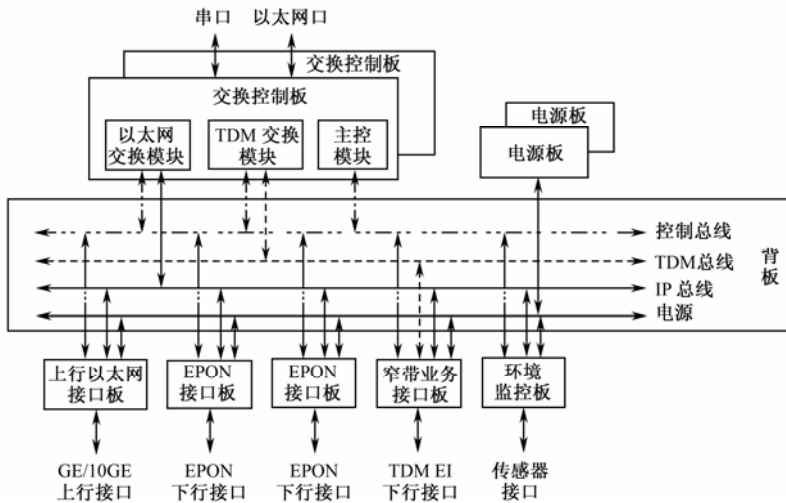 串口 以太网口
交换控制板
交换控制板
以太网
交换模块
TDM 交换
模块
主控
模块
电源板
电源板
控制总线
TDM总线
IP 总线
电源
背
板
上行以太网
接口板
EPON
接口板
EPON
接口板
窄带业务
接口板
环境
监控板
GE/10GE
上行接口
EPON
下行接口
EPON
下行接口
TDM EI
下行接口
传感器
接口